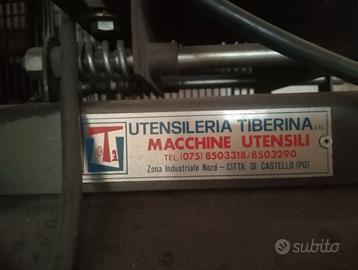 UTENSILERIA TIBERINA s.r.l.
MACCHINE UTENSILI
TEL. (075) 8503318/8503290
Zona Industriale Nord - CITTÀ DI CASTELLO (PG)
subito